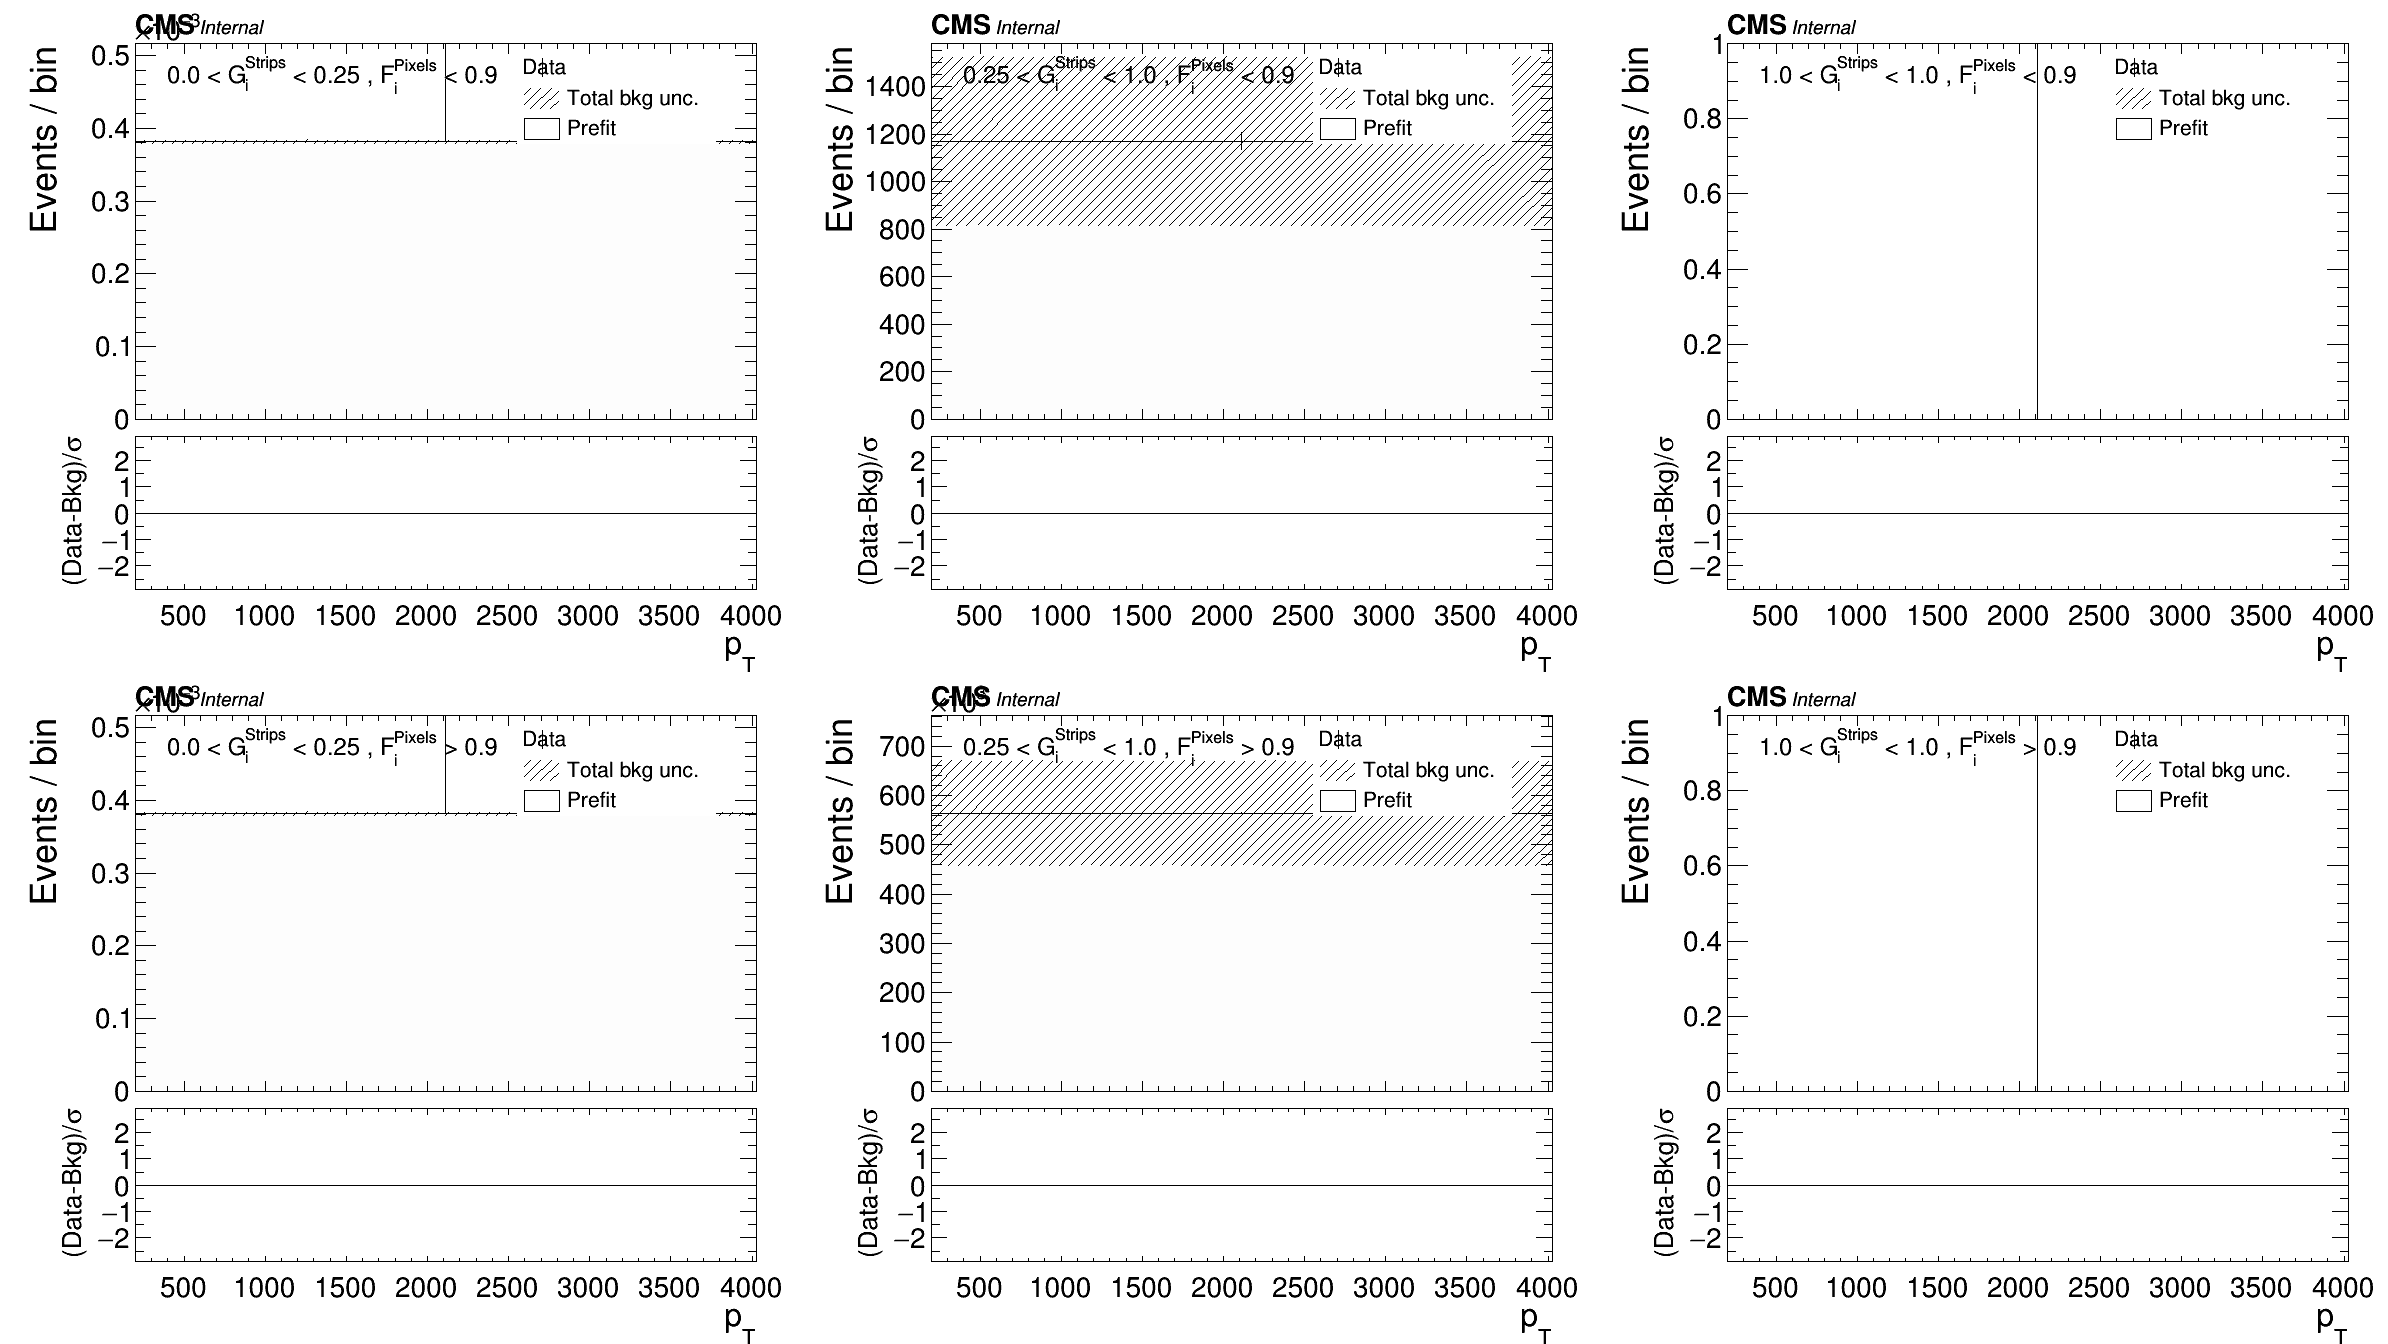 CMS Internal
Events / bin
0.0 < G_i^Strips < 0.25 , F_i^Pixels < 0.9
Data
Total bkg unc.
Prefit
0.5
0.4
0.3
0.2
0.1
0
(Data-Bkg)/σ
2
1
0
−1
−2
500 1000 1500 2000 2500 3000 3500 4000
p_T
CMS Internal
Events / bin
0.25 < G_i^Strips < 1.0 , F_i^Pixels < 0.9
Data
Total bkg unc.
Prefit
1400
1200
1000
800
600
400
200
0
(Data-Bkg)/σ
2
1
0
−1
−2
500 1000 1500 2000 2500 3000 3500 4000
p_T
CMS Internal
Events / bin
1.0 < G_i^Strips < 1.0 , F_i^Pixels < 0.9
Data
Total bkg unc.
Prefit
1
0.8
0.6
0.4
0.2
0
(Data-Bkg)/σ
2
1
0
−1
−2
500 1000 1500 2000 2500 3000 3500 4000
p_T
CMS Internal
Events / bin
0.0 < G_i^Strips < 0.25 , F_i^Pixels > 0.9
Data
Total bkg unc.
Prefit
0.5
0.4
0.3
0.2
0.1
0
(Data-Bkg)/σ
2
1
0
−1
−2
500 1000 1500 2000 2500 3000 3500 4000
p_T
CMS Internal
Events / bin
0.25 < G_i^Strips < 1.0 , F_i^Pixels > 0.9
Data
Total bkg unc.
Prefit
700
600
500
400
300
200
100
0
(Data-Bkg)/σ
2
1
0
−1
−2
500 1000 1500 2000 2500 3000 3500 4000
p_T
CMS Internal
Events / bin
1.0 < G_i^Strips < 1.0 , F_i^Pixels > 0.9
Data
Total bkg unc.
Prefit
1
0.8
0.6
0.4
0.2
0
(Data-Bkg)/σ
2
1
0
−1
−2
500 1000 1500 2000 2500 3000 3500 4000
p_T